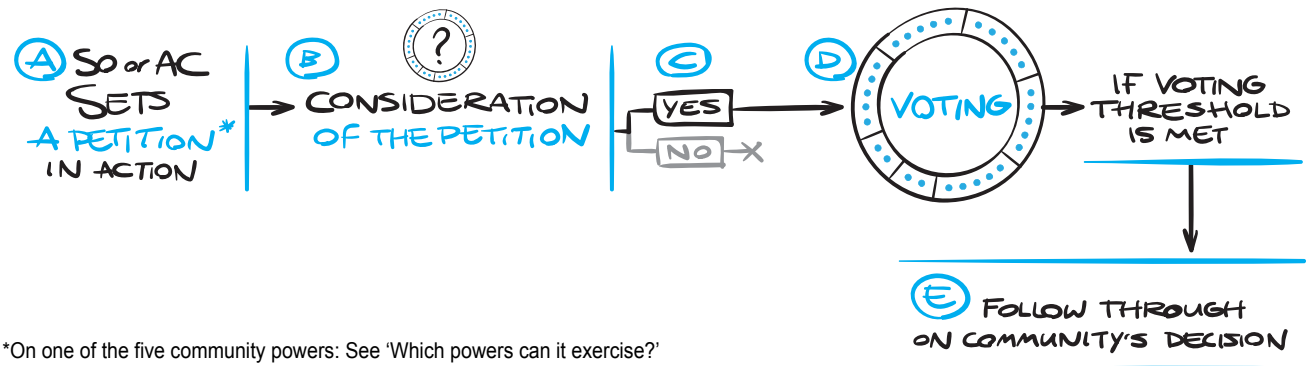 A SO or AC
SETS
A PETITION*
IN ACTION
B
?
CONSIDERATION
OF THE PETITION
C
YES
NO
D
VOTING
IF VOTING
THRESHOLD
IS MET
E FOLLOW THROUGH
ON COMMUNITY'S DECISION
*On one of the five community powers: See ‘Which powers can it exercise?’